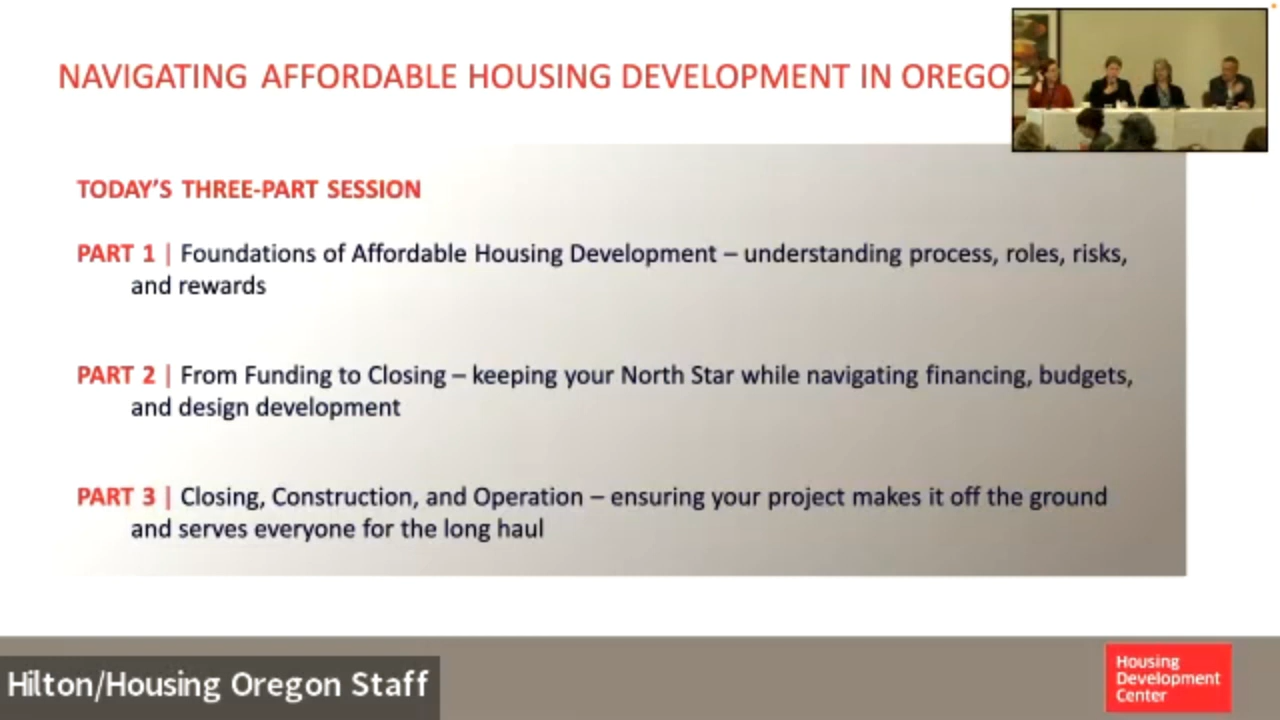 NAVIGATING AFFORDABLE HOUSING DEVELOPMENT IN OREGO
TODAY'S THREE-PART SESSION
PART 1 | Foundations of Affordable Housing Development – understanding process, roles, risks,
and rewards
PART 2 | From Funding to Closing – keeping your North Star while navigating financing, budgets,
and design development
PART 3 | Closing, Construction, and Operation – ensuring your project makes it off the ground
and serves everyone for the long haul
Hilton/Housing Oregon Staff
Housing
Development
Center